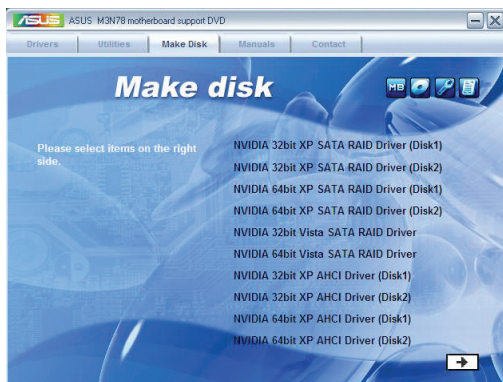 ASUS ASUS M3N78 motherboard support DVD
Drivers Utilities Make Disk Manuals Contact
Make disk
MB
Please select items on the right
side.
NVIDIA 32bit XP SATA RAID Driver (Disk1)
NVIDIA 32bit XP SATA RAID Driver (Disk2)
NVIDIA 64bit XP SATA RAID Driver (Disk1)
NVIDIA 64bit XP SATA RAID Driver (Disk2)
NVIDIA 32bit Vista SATA RAID Driver
NVIDIA 64bit Vista SATA RAID Driver
NVIDIA 32bit XP AHCI Driver (Disk1)
NVIDIA 32bit XP AHCI Driver (Disk2)
NVIDIA 64bit XP AHCI Driver (Disk1)
NVIDIA 64bit XP AHCI Driver (Disk2)